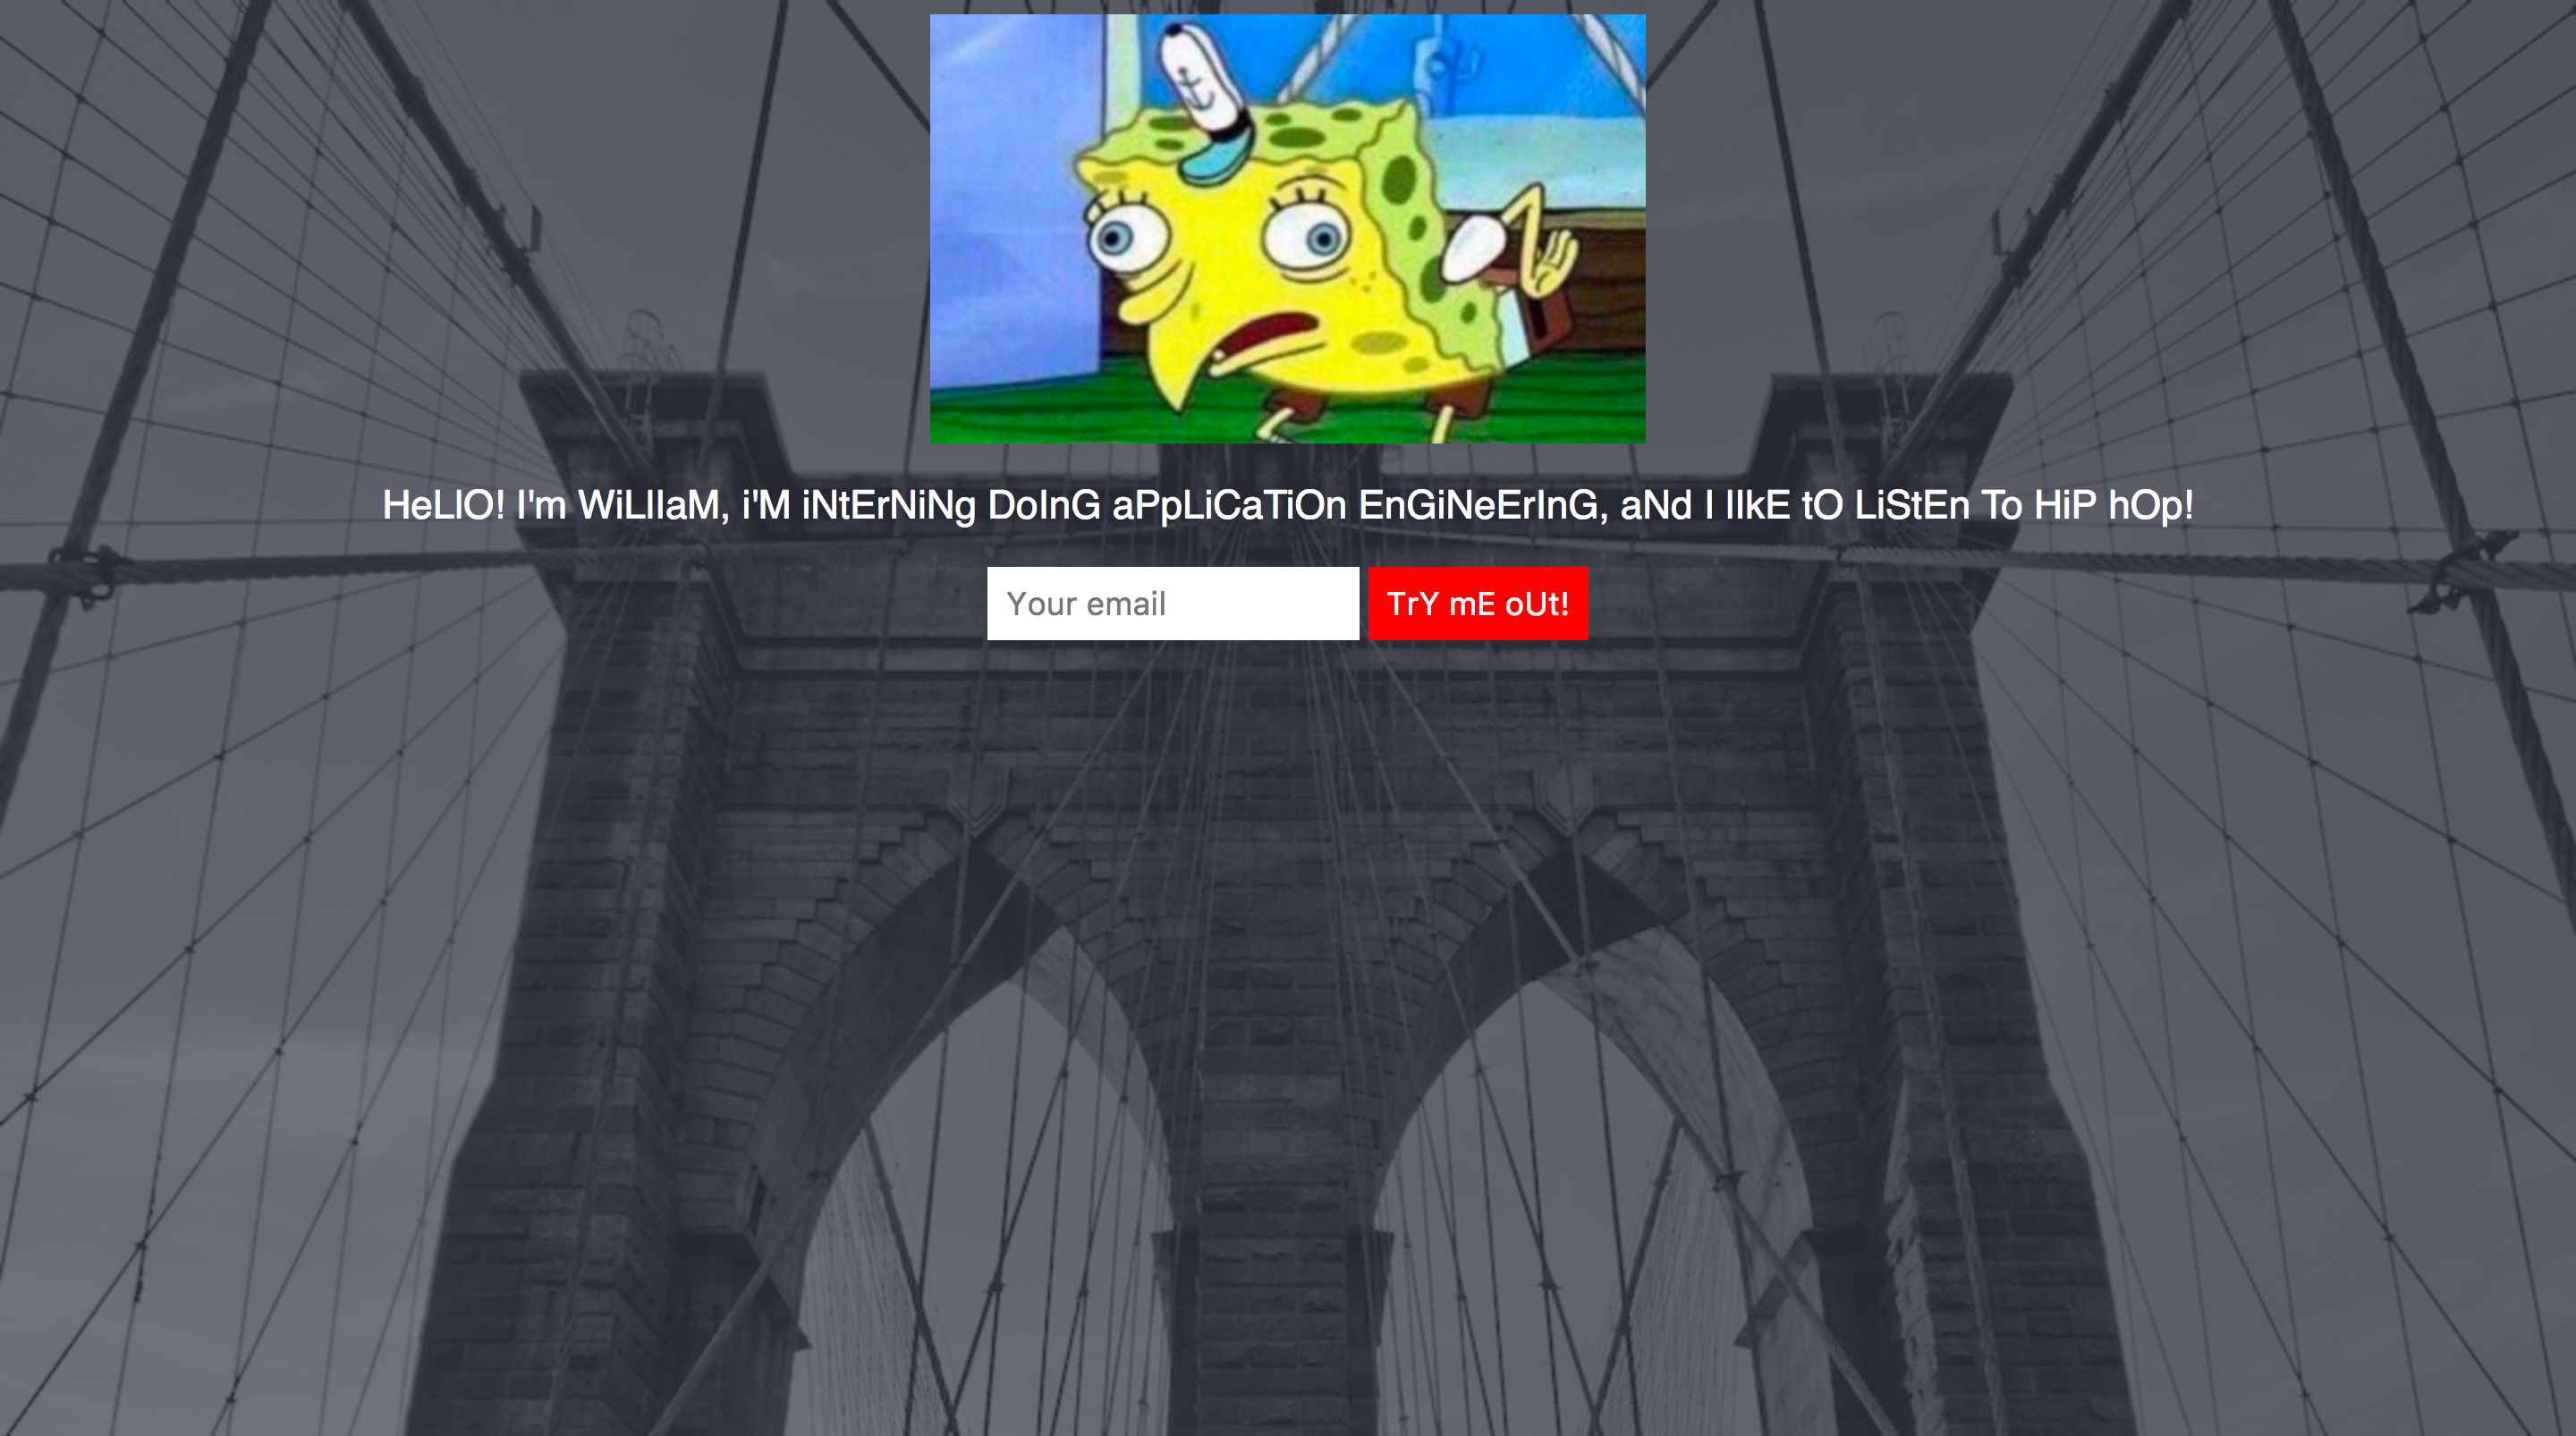 HeLlO! I'm WiLlIaM, i'M iNtErNiNg DoInG aPpLiCaTiOn EnGiNeErInG, aNd I lIkE tO LiStEn To HiP hOp!
Your email
TrY mE oUt!